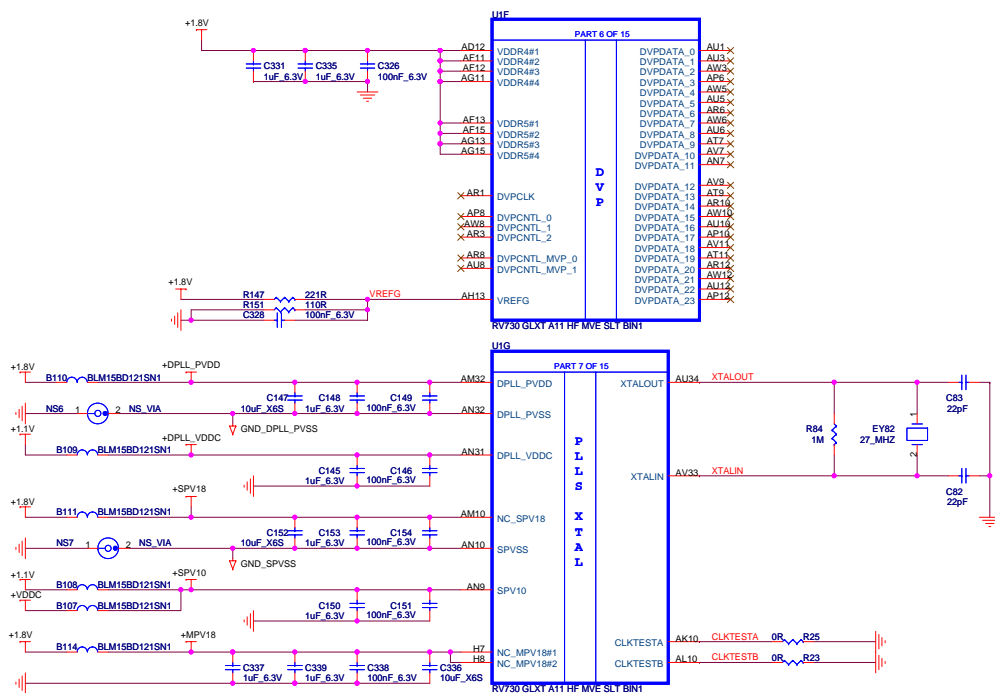 U1F
+1.8V
PART 6 OF 15
C331
1uF_6.3V
C335
1uF_6.3V
C326
100nF_6.3V
AD12 VDDR4#1
AF11 VDDR4#2
AF12 VDDR4#3
AG11 VDDR4#4
AF13 VDDR5#1
AF15 VDDR5#2
AG13 VDDR5#3
AG15 VDDR5#4
AR1 DVPCLK
AP8 DVPCNTL_0
AW8 DVPCNTL_1
AR3 DVPCNTL_2
AR8 DVPCNTL_MVP_0
AU8 DVPCNTL_MVP_1
+1.8V
R147 221R
R151 110R
C328 100nF_6.3V
VREFG
AH13 VREFG
DVP
DVPDATA_0 AU1
DVPDATA_1 AU3
DVPDATA_2 AW3
DVPDATA_3 AP6
DVPDATA_4 AW5
DVPDATA_5 AU5
DVPDATA_6 AR6
DVPDATA_7 AW6
DVPDATA_8 AU6
DVPDATA_9 AT7
DVPDATA_10 AV7
DVPDATA_11 AN7
DVPDATA_12 AV9
DVPDATA_13 AT9
DVPDATA_14 AR10
DVPDATA_15 AW10
DVPDATA_16 AU10
DVPDATA_17 AP10
DVPDATA_18 AV11
DVPDATA_19 AT11
DVPDATA_20 AR12
DVPDATA_21 AW12
DVPDATA_22 AU12
DVPDATA_23 AP12
RV730 GLXT A11 HF MVE SLT BIN1
U1G
PART 7 OF 15
+1.8V
B110 BLM15BD121SN1
+DPLL_PVDD
C147
10uF_X6S
C148
1uF_6.3V
C149
100nF_6.3V
AM32 DPLL_PVDD
NS6 1 2 NS_VIA
GND_DPLL_PVSS
AN32 DPLL_PVSS
+1.1V
B109 BLM15BD121SN1
+DPLL_VDDC
AN31 DPLL_VDDC
C145
1uF_6.3V
C146
100nF_6.3V
+1.8V
B111 BLM15BD121SN1
+SPV18
AM10 NC_SPV18
C152
10uF_X6S
C153
1uF_6.3V
C154
100nF_6.3V
NS7 1 2 NS_VIA
GND_SPVSS
AN10 SPVSS
+1.1V
B108 BLM15BD121SN1
+SPV10
+VDDC
B107 BLM15BD121SN1
AN9 SPV10
C150
1uF_6.3V
C151
100nF_6.3V
+1.8V
B114 BLM15BD121SN1
+MPV18
H7 NC_MPV18#1
H8 NC_MPV18#2
C337
1uF_6.3V
C339
1uF_6.3V
C338
100nF_6.3V
C336
10uF_X6S
PLLS XTAL
XTALOUT AU34 XTALOUT
XTALIN AV33 XTALIN
R84
1M
EY82
27_MHZ
1
2
C83
22pF
C82
22pF
CLKTESTA AK10 CLKTESTA 0R R25
CLKTESTB AL10 CLKTESTB 0R R23
RV730 GLXT A11 HF MVE SLT BIN1